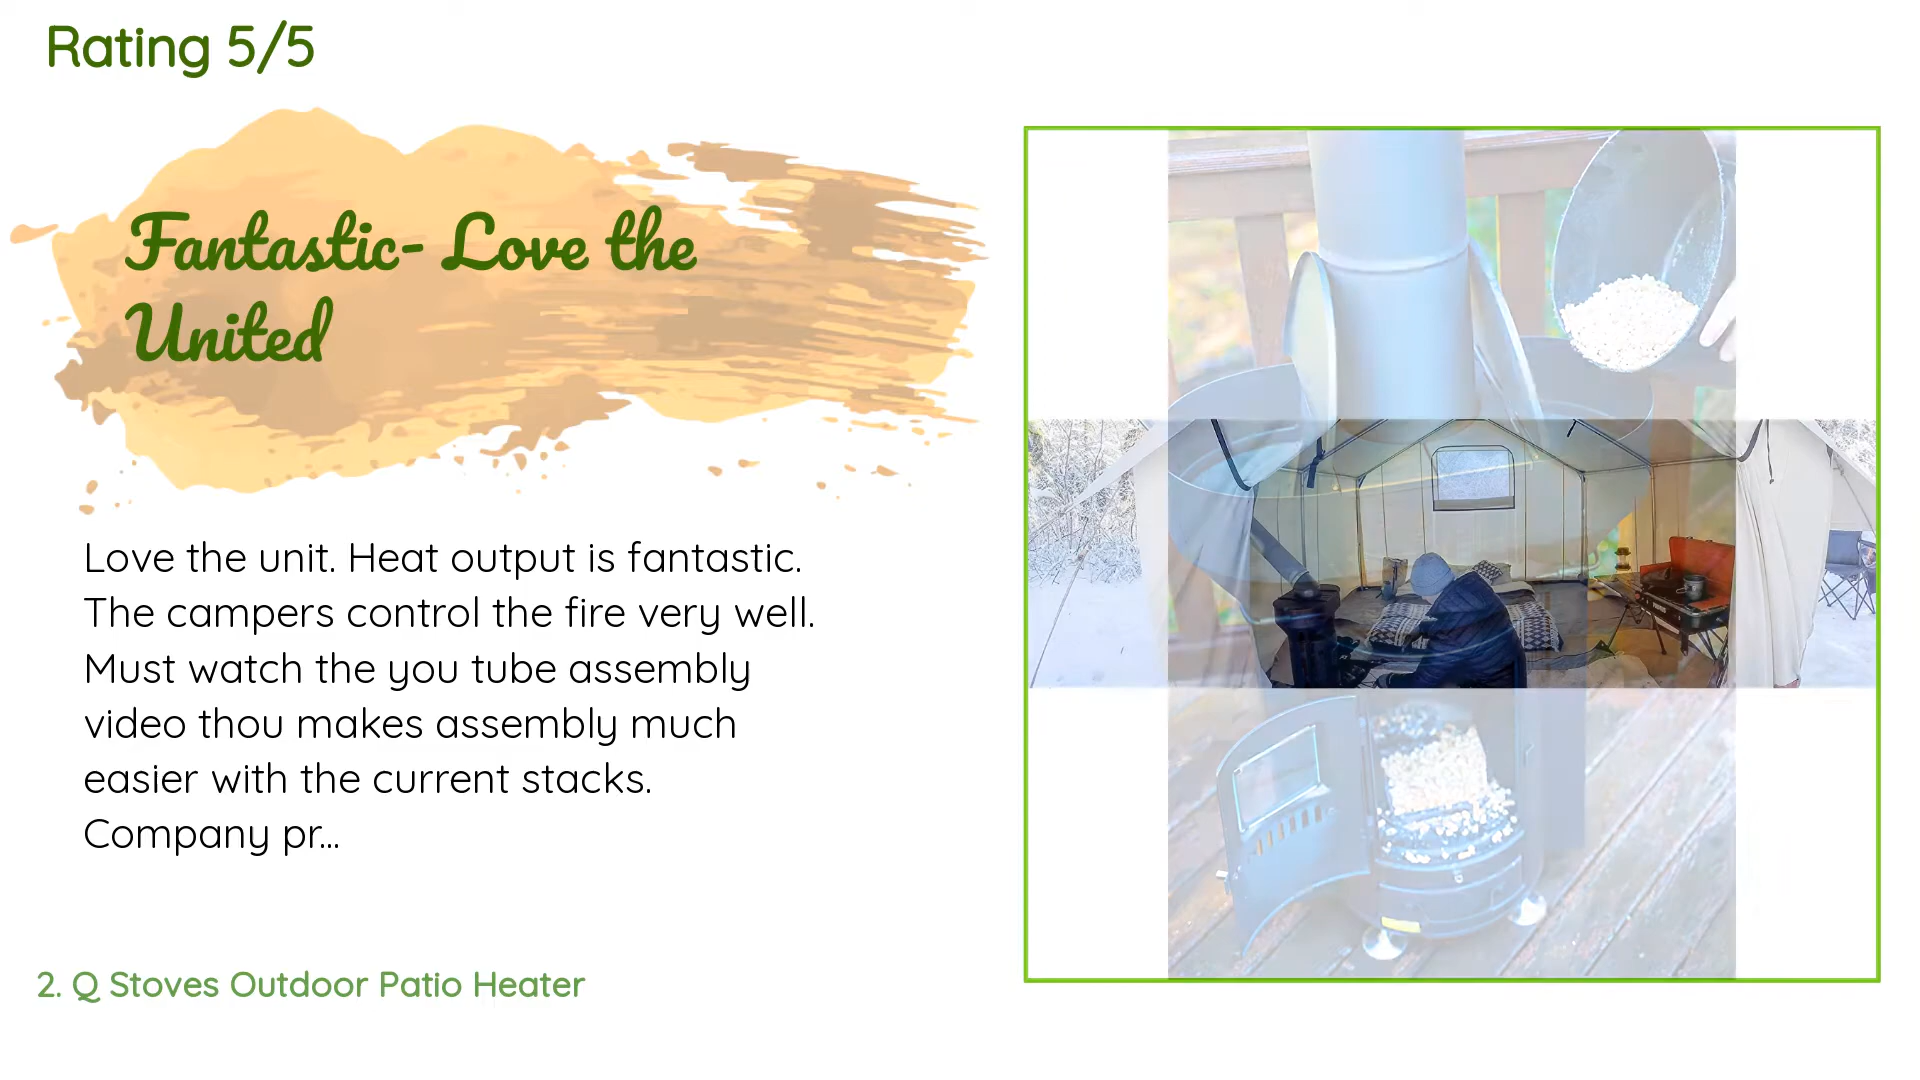 Rating 5/5
Fantastic- Love the
United
Love the unit. Heat output is fantastic.
The campers control the fire very well.
Must watch the you tube assembly
video thou makes assembly much
easier with the current stacks.
Company pr...
2. Q Stoves Outdoor Patio Heater